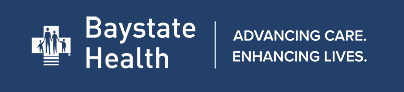 Baystate
Health
ADVANCING CARE.
ENHANCING LIVES.